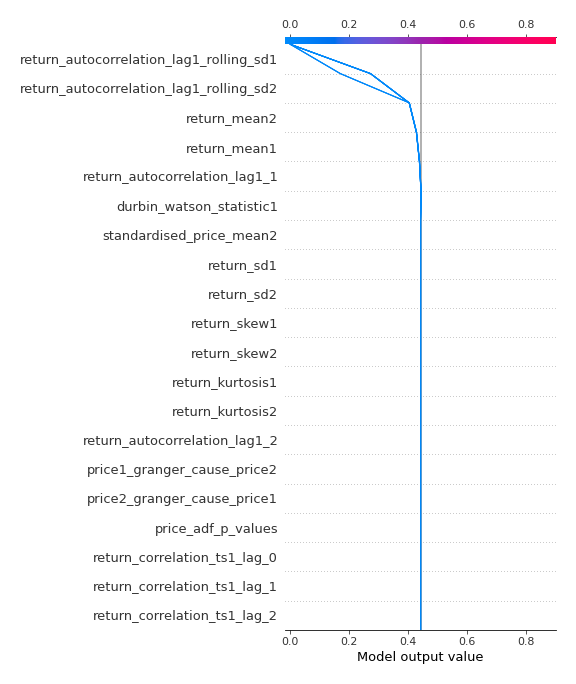 0.0 0.2 0.4 0.6 0.8
return_autocorrelation_lag1_rolling_sd1
return_autocorrelation_lag1_rolling_sd2
return_mean2
return_mean1
return_autocorrelation_lag1_1
durbin_watson_statistic1
standardised_price_mean2
return_sd1
return_sd2
return_skew1
return_skew2
return_kurtosis1
return_kurtosis2
return_autocorrelation_lag1_2
price1_granger_cause_price2
price2_granger_cause_price1
price_adf_p_values
return_correlation_ts1_lag_0
return_correlation_ts1_lag_1
return_correlation_ts1_lag_2
0.0 0.2 0.4 0.6 0.8
Model output value